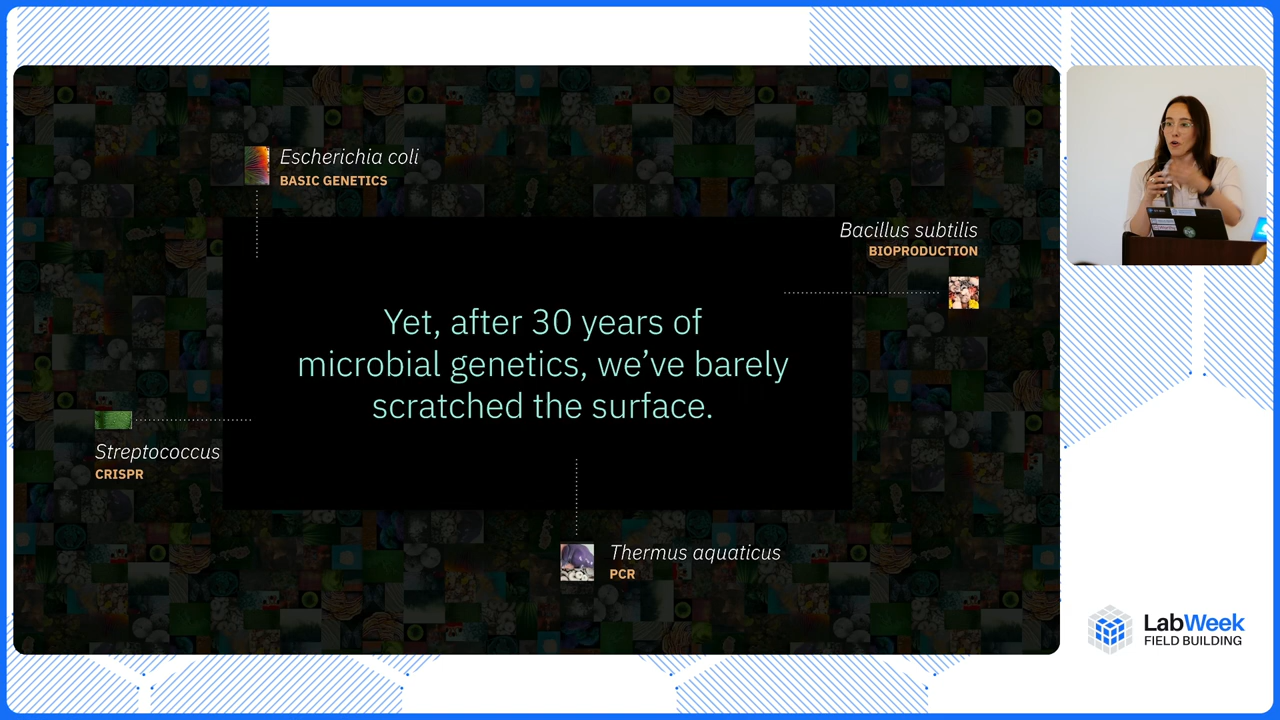 Escherichia coli
BASIC GENETICS
Bacillus subtilis
BIOPRODUCTION
Yet, after 30 years of
microbial genetics, we’ve barely
scratched the surface.
Streptococcus
CRISPR
Thermus aquaticus
PCR
LabWeek
FIELD BUILDING